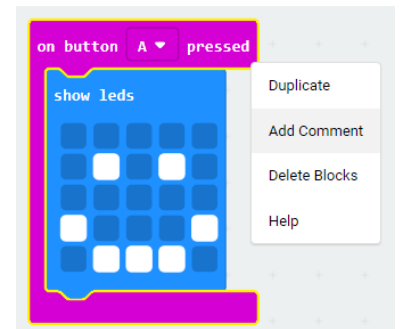 on button A pressed
show leds
Duplicate
Add Comment
Delete Blocks
Help